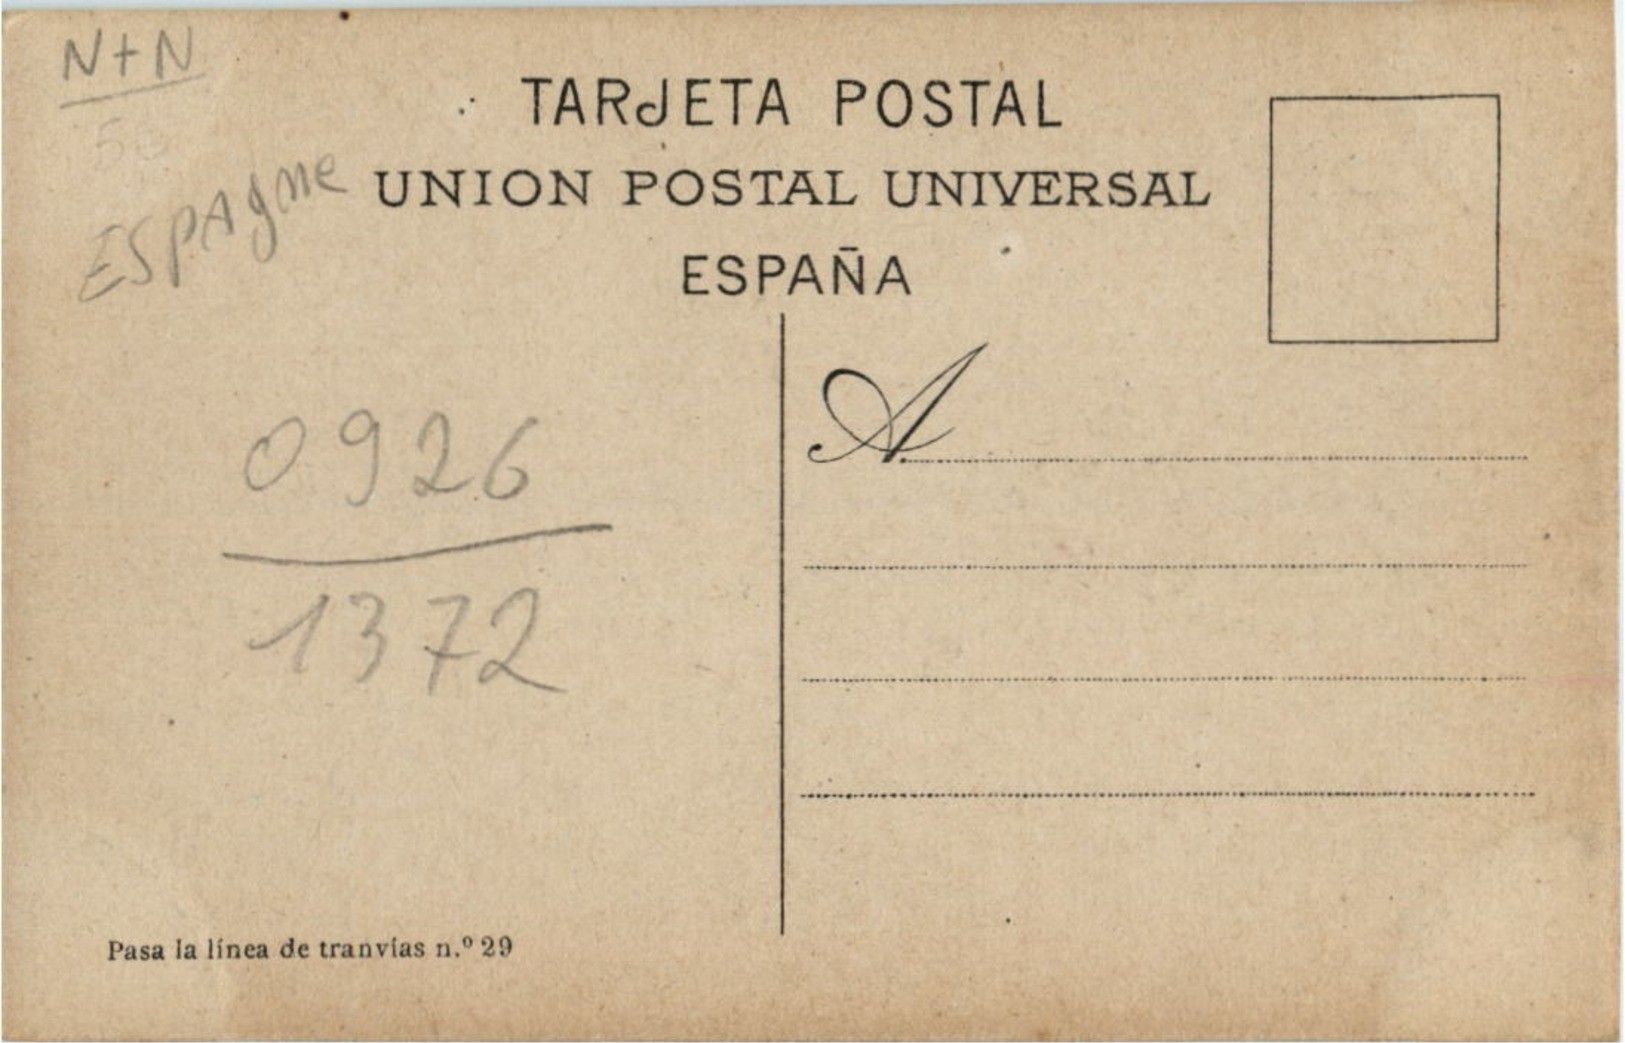 N+N
TARJETA POSTAL
ESPAgne
UNION POSTAL UNIVERSAL
ESPAÑA
A
0926
1372
Pasa la línea de tranvías n.º 29